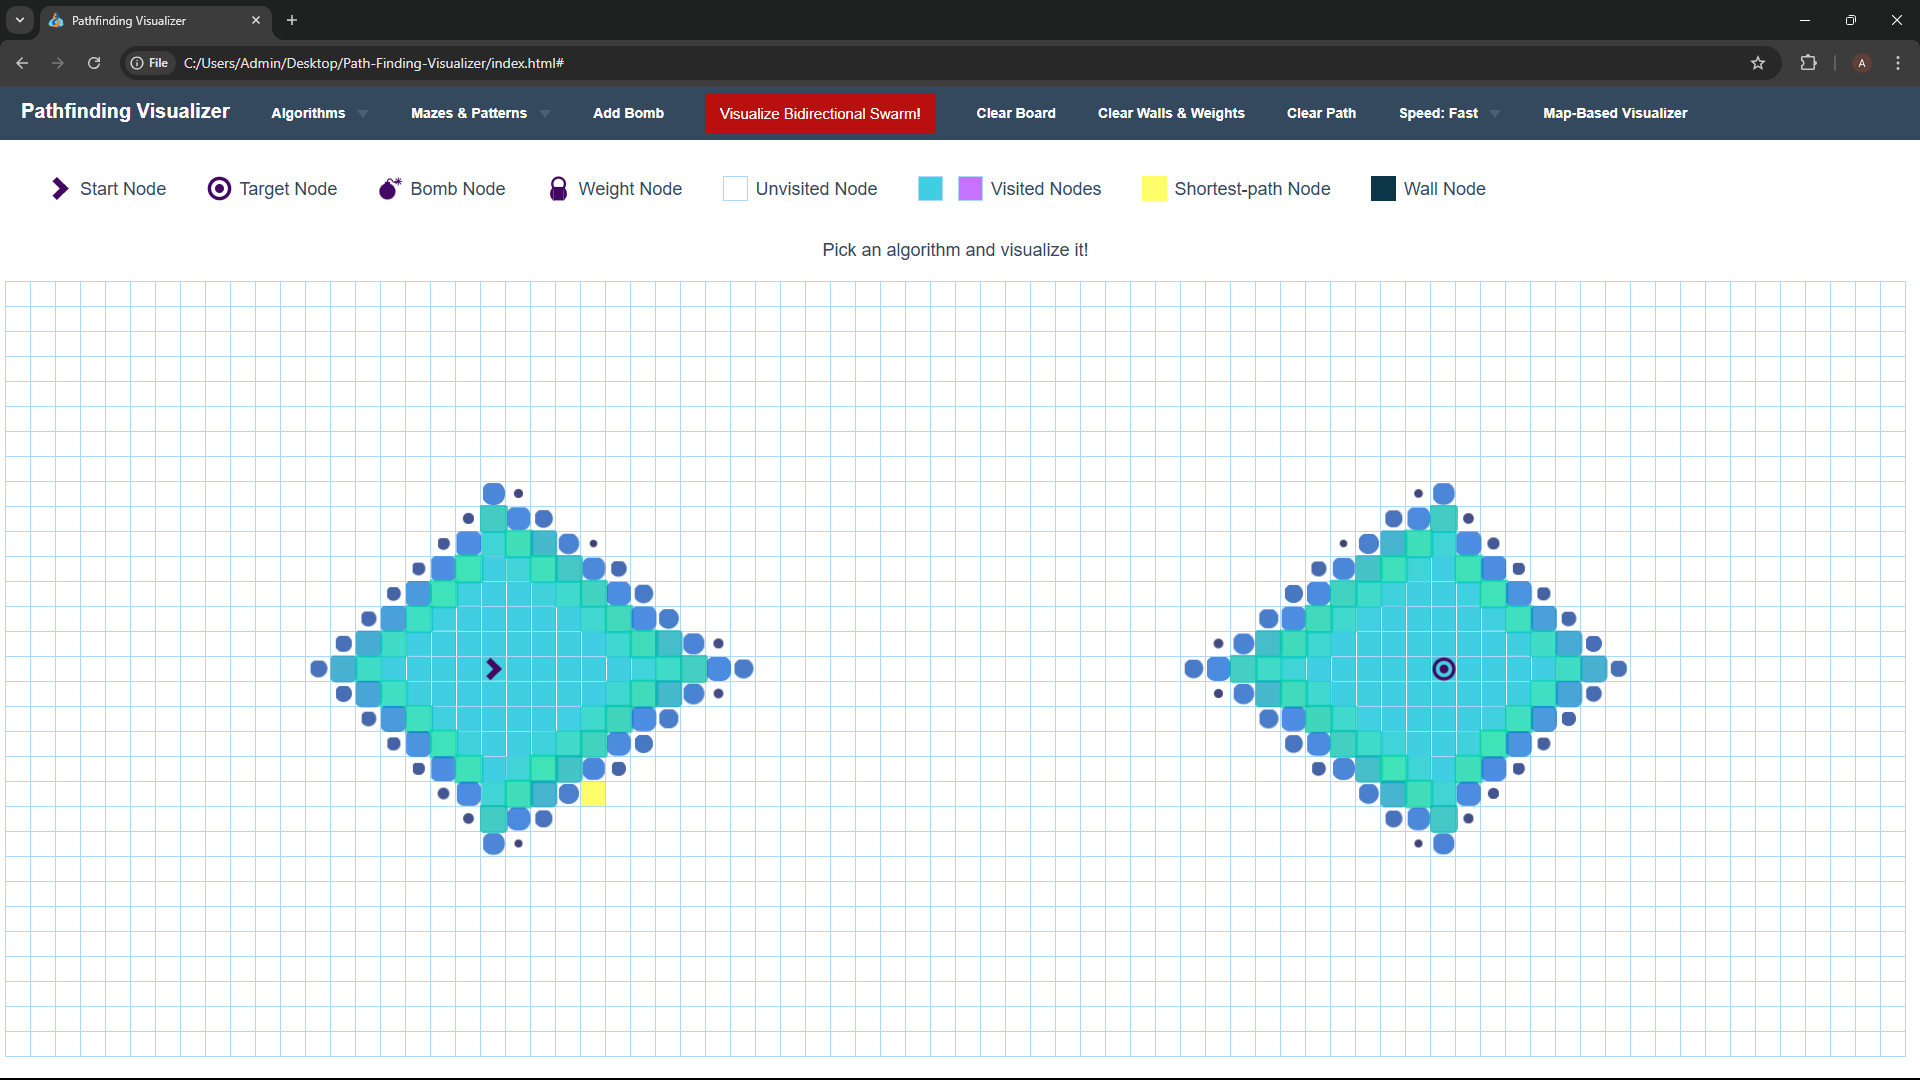 Pathfinding Visualizer
File C:/Users/Admin/Desktop/Path-Finding-Visualizer/index.html# A
Pathfinding Visualizer Algorithms Mazes & Patterns Add Bomb Visualize Bidirectional Swarm! Clear Board Clear Walls & Weights Clear Path Speed: Fast Map-Based Visualizer
Start Node Target Node Bomb Node Weight Node Unvisited Node Visited Nodes Shortest-path Node Wall Node
Pick an algorithm and visualize it!